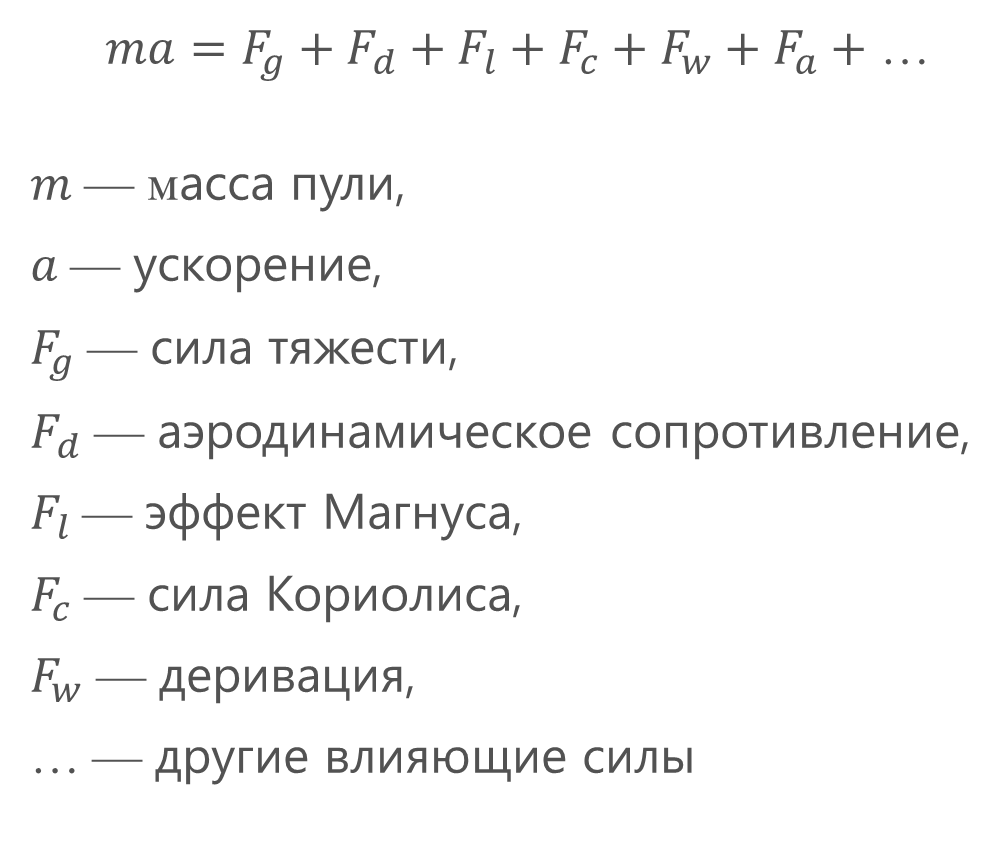 ma = F_g + F_d + F_l + F_c + F_w + F_a + …
m — масса пули,
a — ускорение,
F_g — сила тяжести,
F_d — аэродинамическое сопротивление,
F_l — эффект Магнуса,
F_c — сила Кориолиса,
F_w — деривация,
… — другие влияющие силы